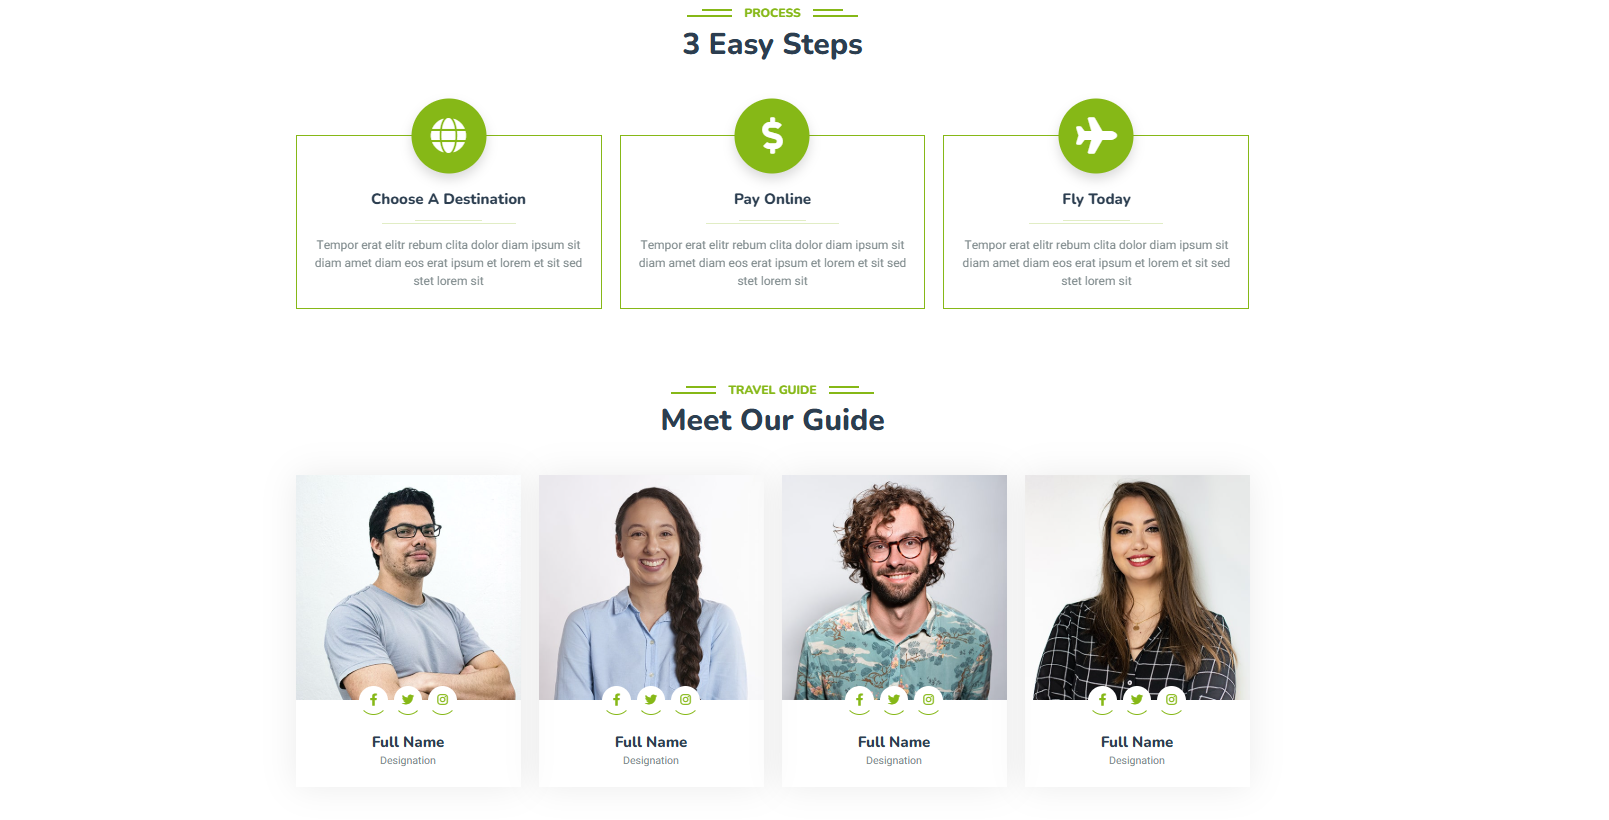 PROCESS
3 Easy Steps
Choose A Destination
Tempor erat elitr rebum clita dolor diam ipsum sit
diam amet diam eos erat ipsum et lorem et sit sed
stet lorem sit
Pay Online
Tempor erat elitr rebum clita dolor diam ipsum sit
diam amet diam eos erat ipsum et lorem et sit sed
stet lorem sit
Fly Today
Tempor erat elitr rebum clita dolor diam ipsum sit
diam amet diam eos erat ipsum et lorem et sit sed
stet lorem sit
TRAVEL GUIDE
Meet Our Guide
Full Name
Designation
Full Name
Designation
Full Name
Designation
Full Name
Designation